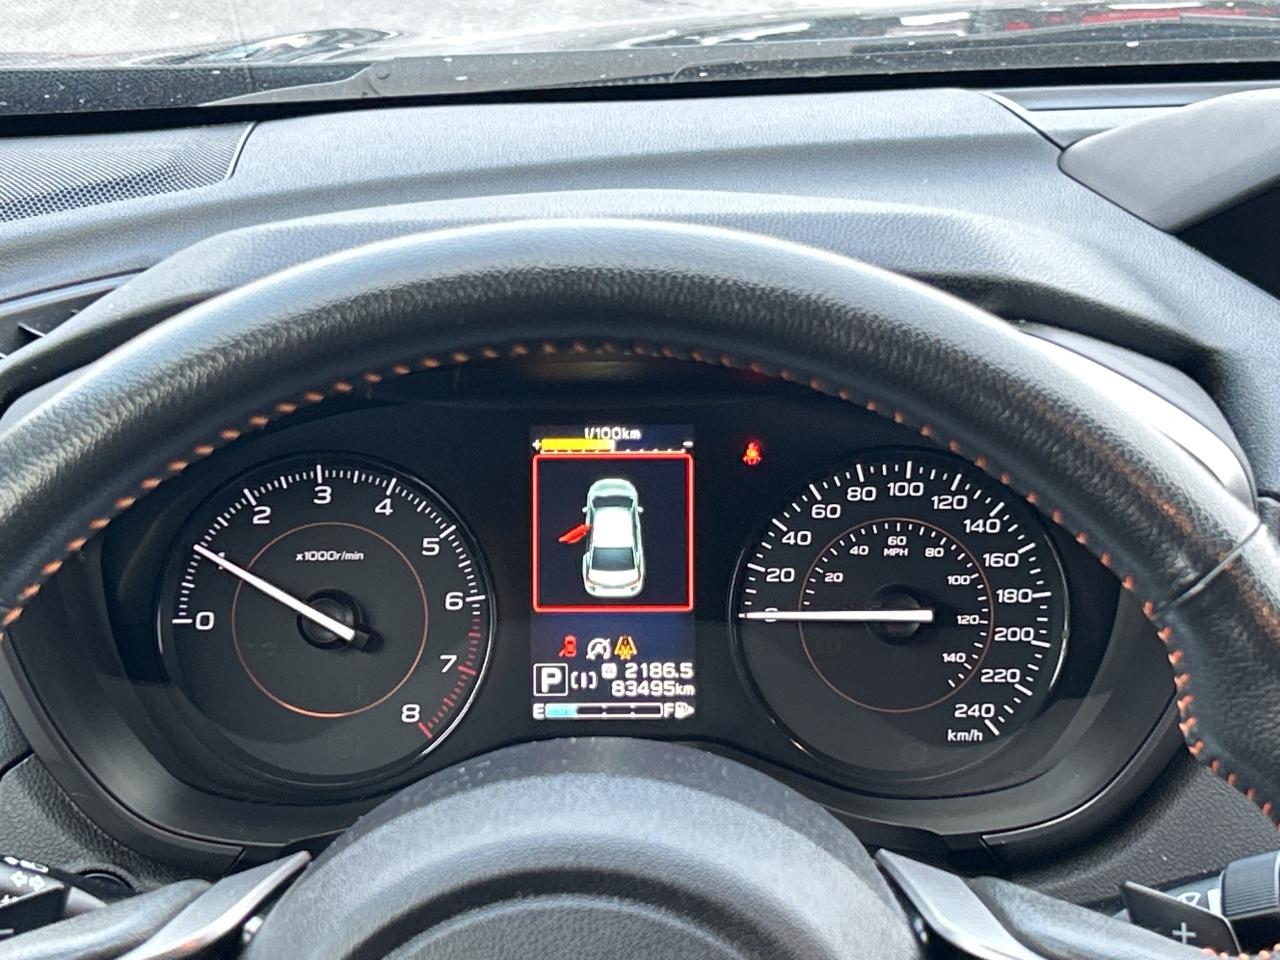 l/100km
+ -
0 1 2 3 4 5 6 7 8
x1000r/min
0 20 40 60 80 100 120 140 160 180 200 220 240
km/h
20 40 60 80 100 120 140
MPH
A 2186.5
P 83495km
E F
+